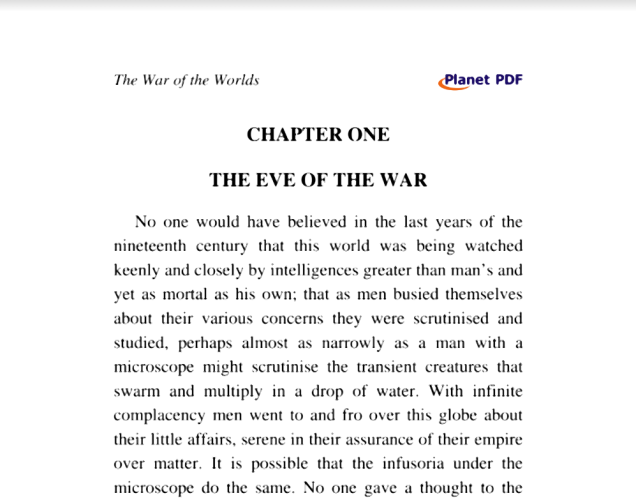 The War of the Worlds
Planet PDF
CHAPTER ONE
THE EVE OF THE WAR
No one would have believed in the last years of the
nineteenth century that this world was being watched
keenly and closely by intelligences greater than man's and
yet as mortal as his own; that as men busied themselves
about their various concerns they were scrutinised and
studied, perhaps almost as narrowly as a man with a
microscope might scrutinise the transient creatures that
swarm and multiply in a drop of water. With infinite
complacency men went to and fro over this globe about
their little affairs, serene in their assurance of their empire
over matter. It is possible that the infusoria under the
microscope do the same. No one gave a thought to the